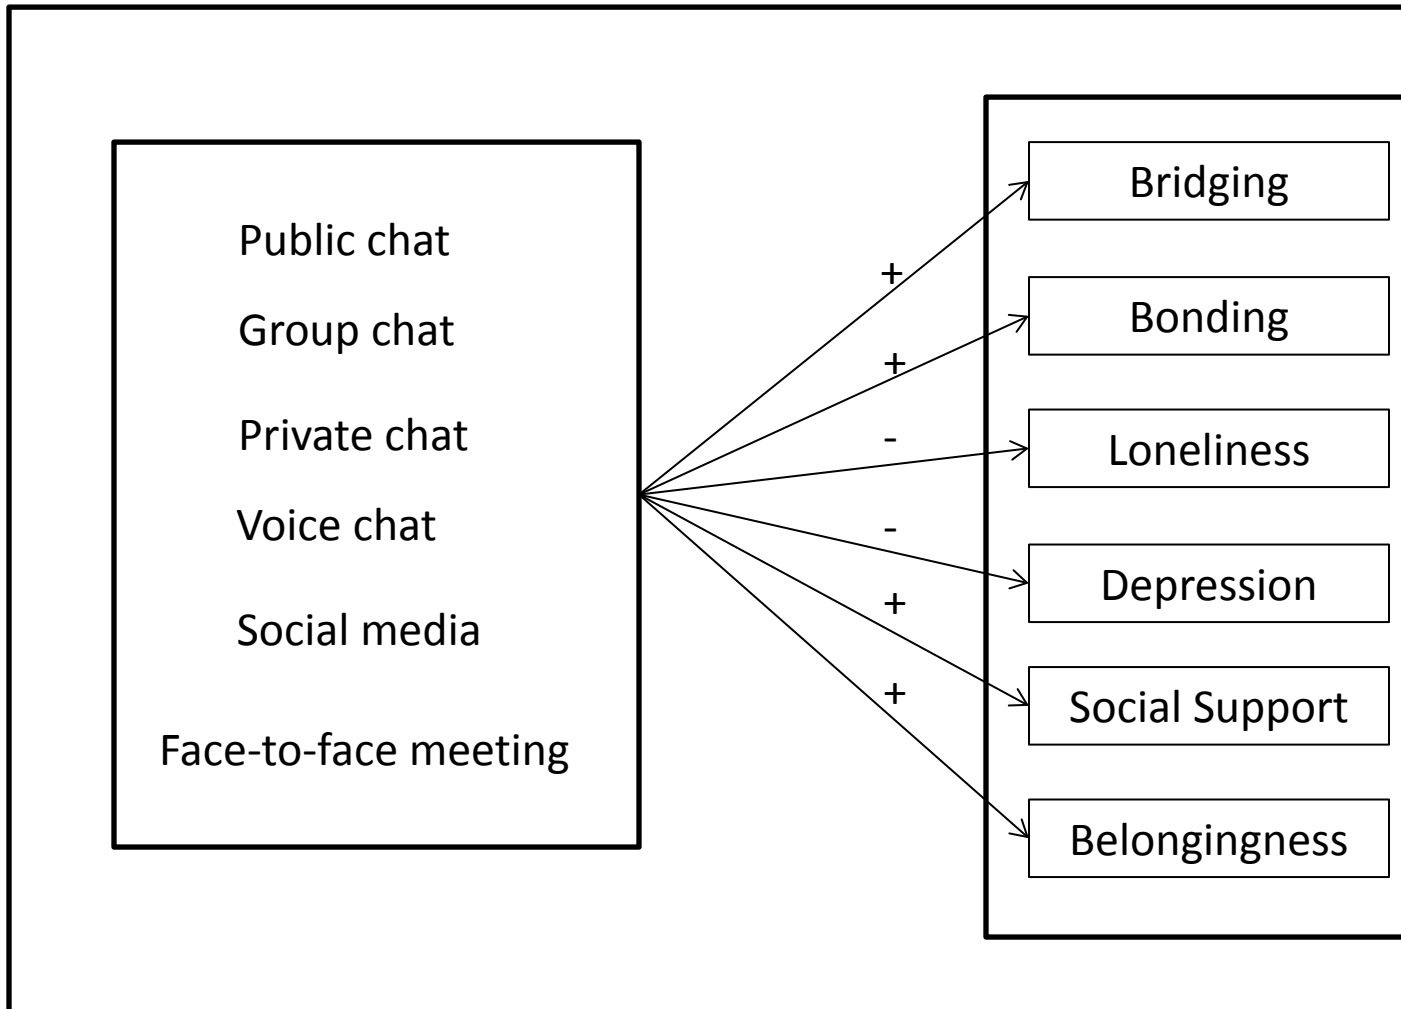 Public chat
Group chat
Private chat
Voice chat
Social media
Face-to-face meeting
+
+
-
-
+
+
Bridging
Bonding
Loneliness
Depression
Social Support
Belongingness